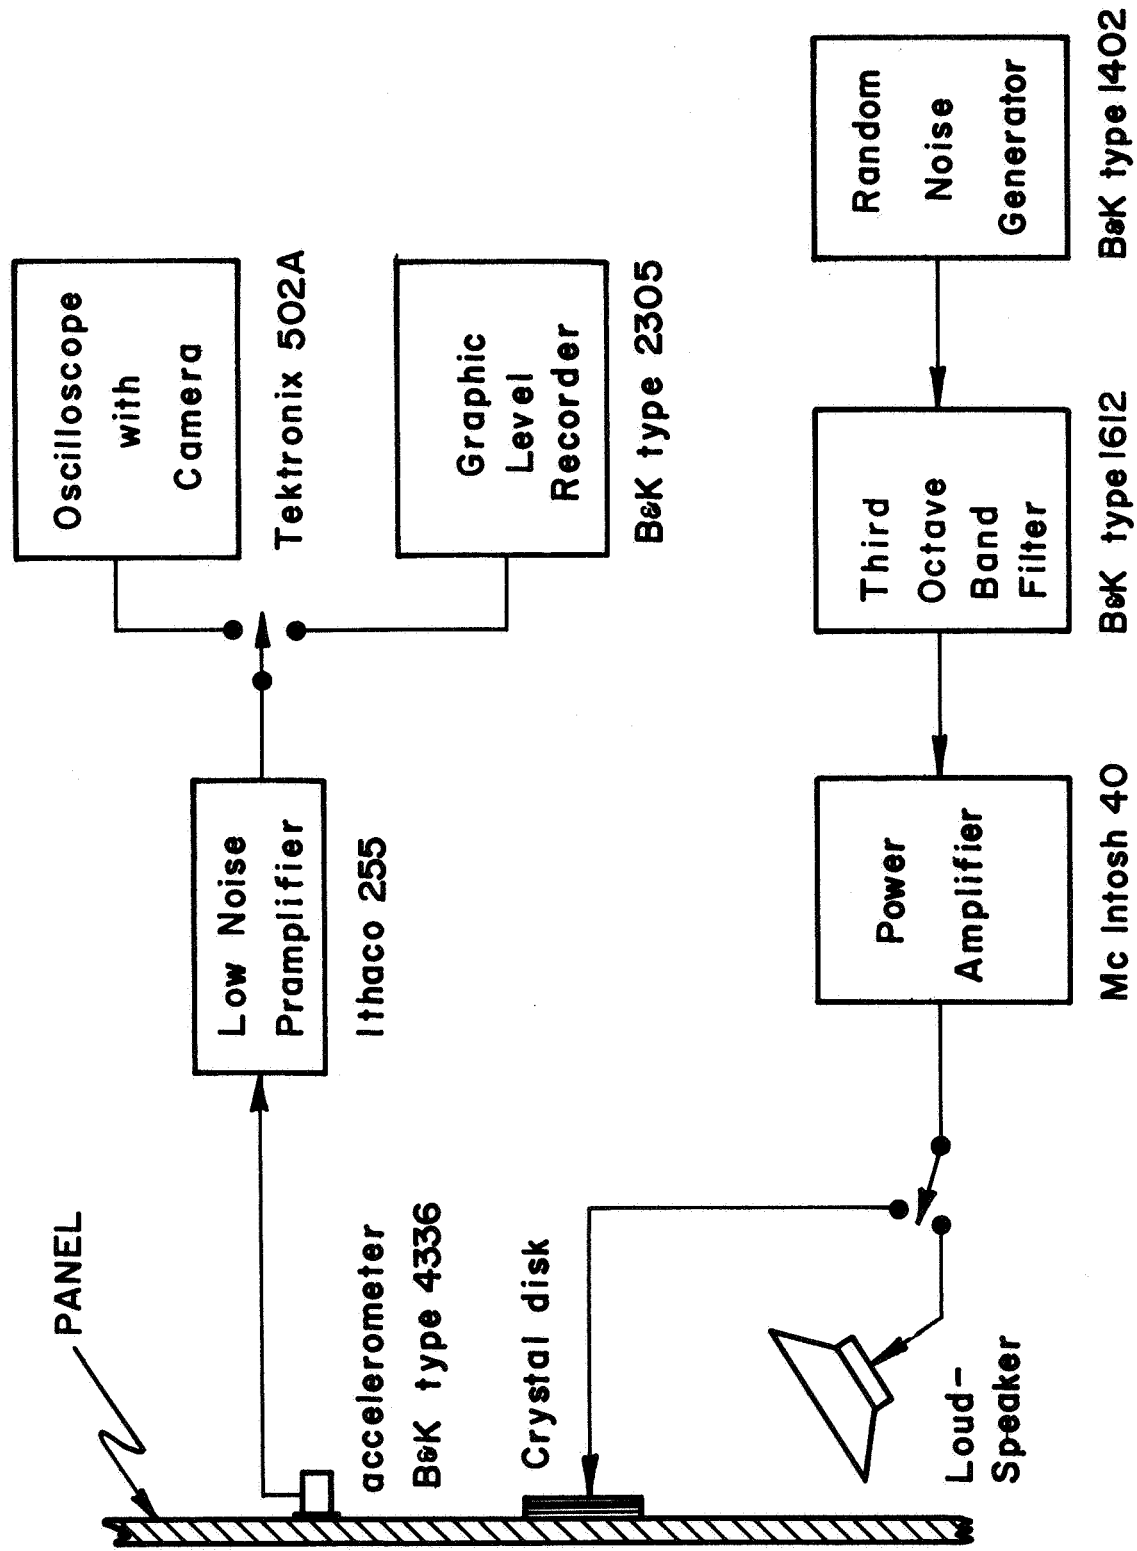 PANEL
accelerometer
B&K type 4336
Low Noise
Pramplifier
Ithaco 255
Oscilloscope
with
Camera
Tektronix 502A
Graphic
Level
Recorder
B&K type 2305
Crystal disk
Loud-
Speaker
Power
Amplifier
Mc Intosh 40
Third
Octave
Band
Filter
B&K type 1612
Random
Noise
Generator
B&K type 1402